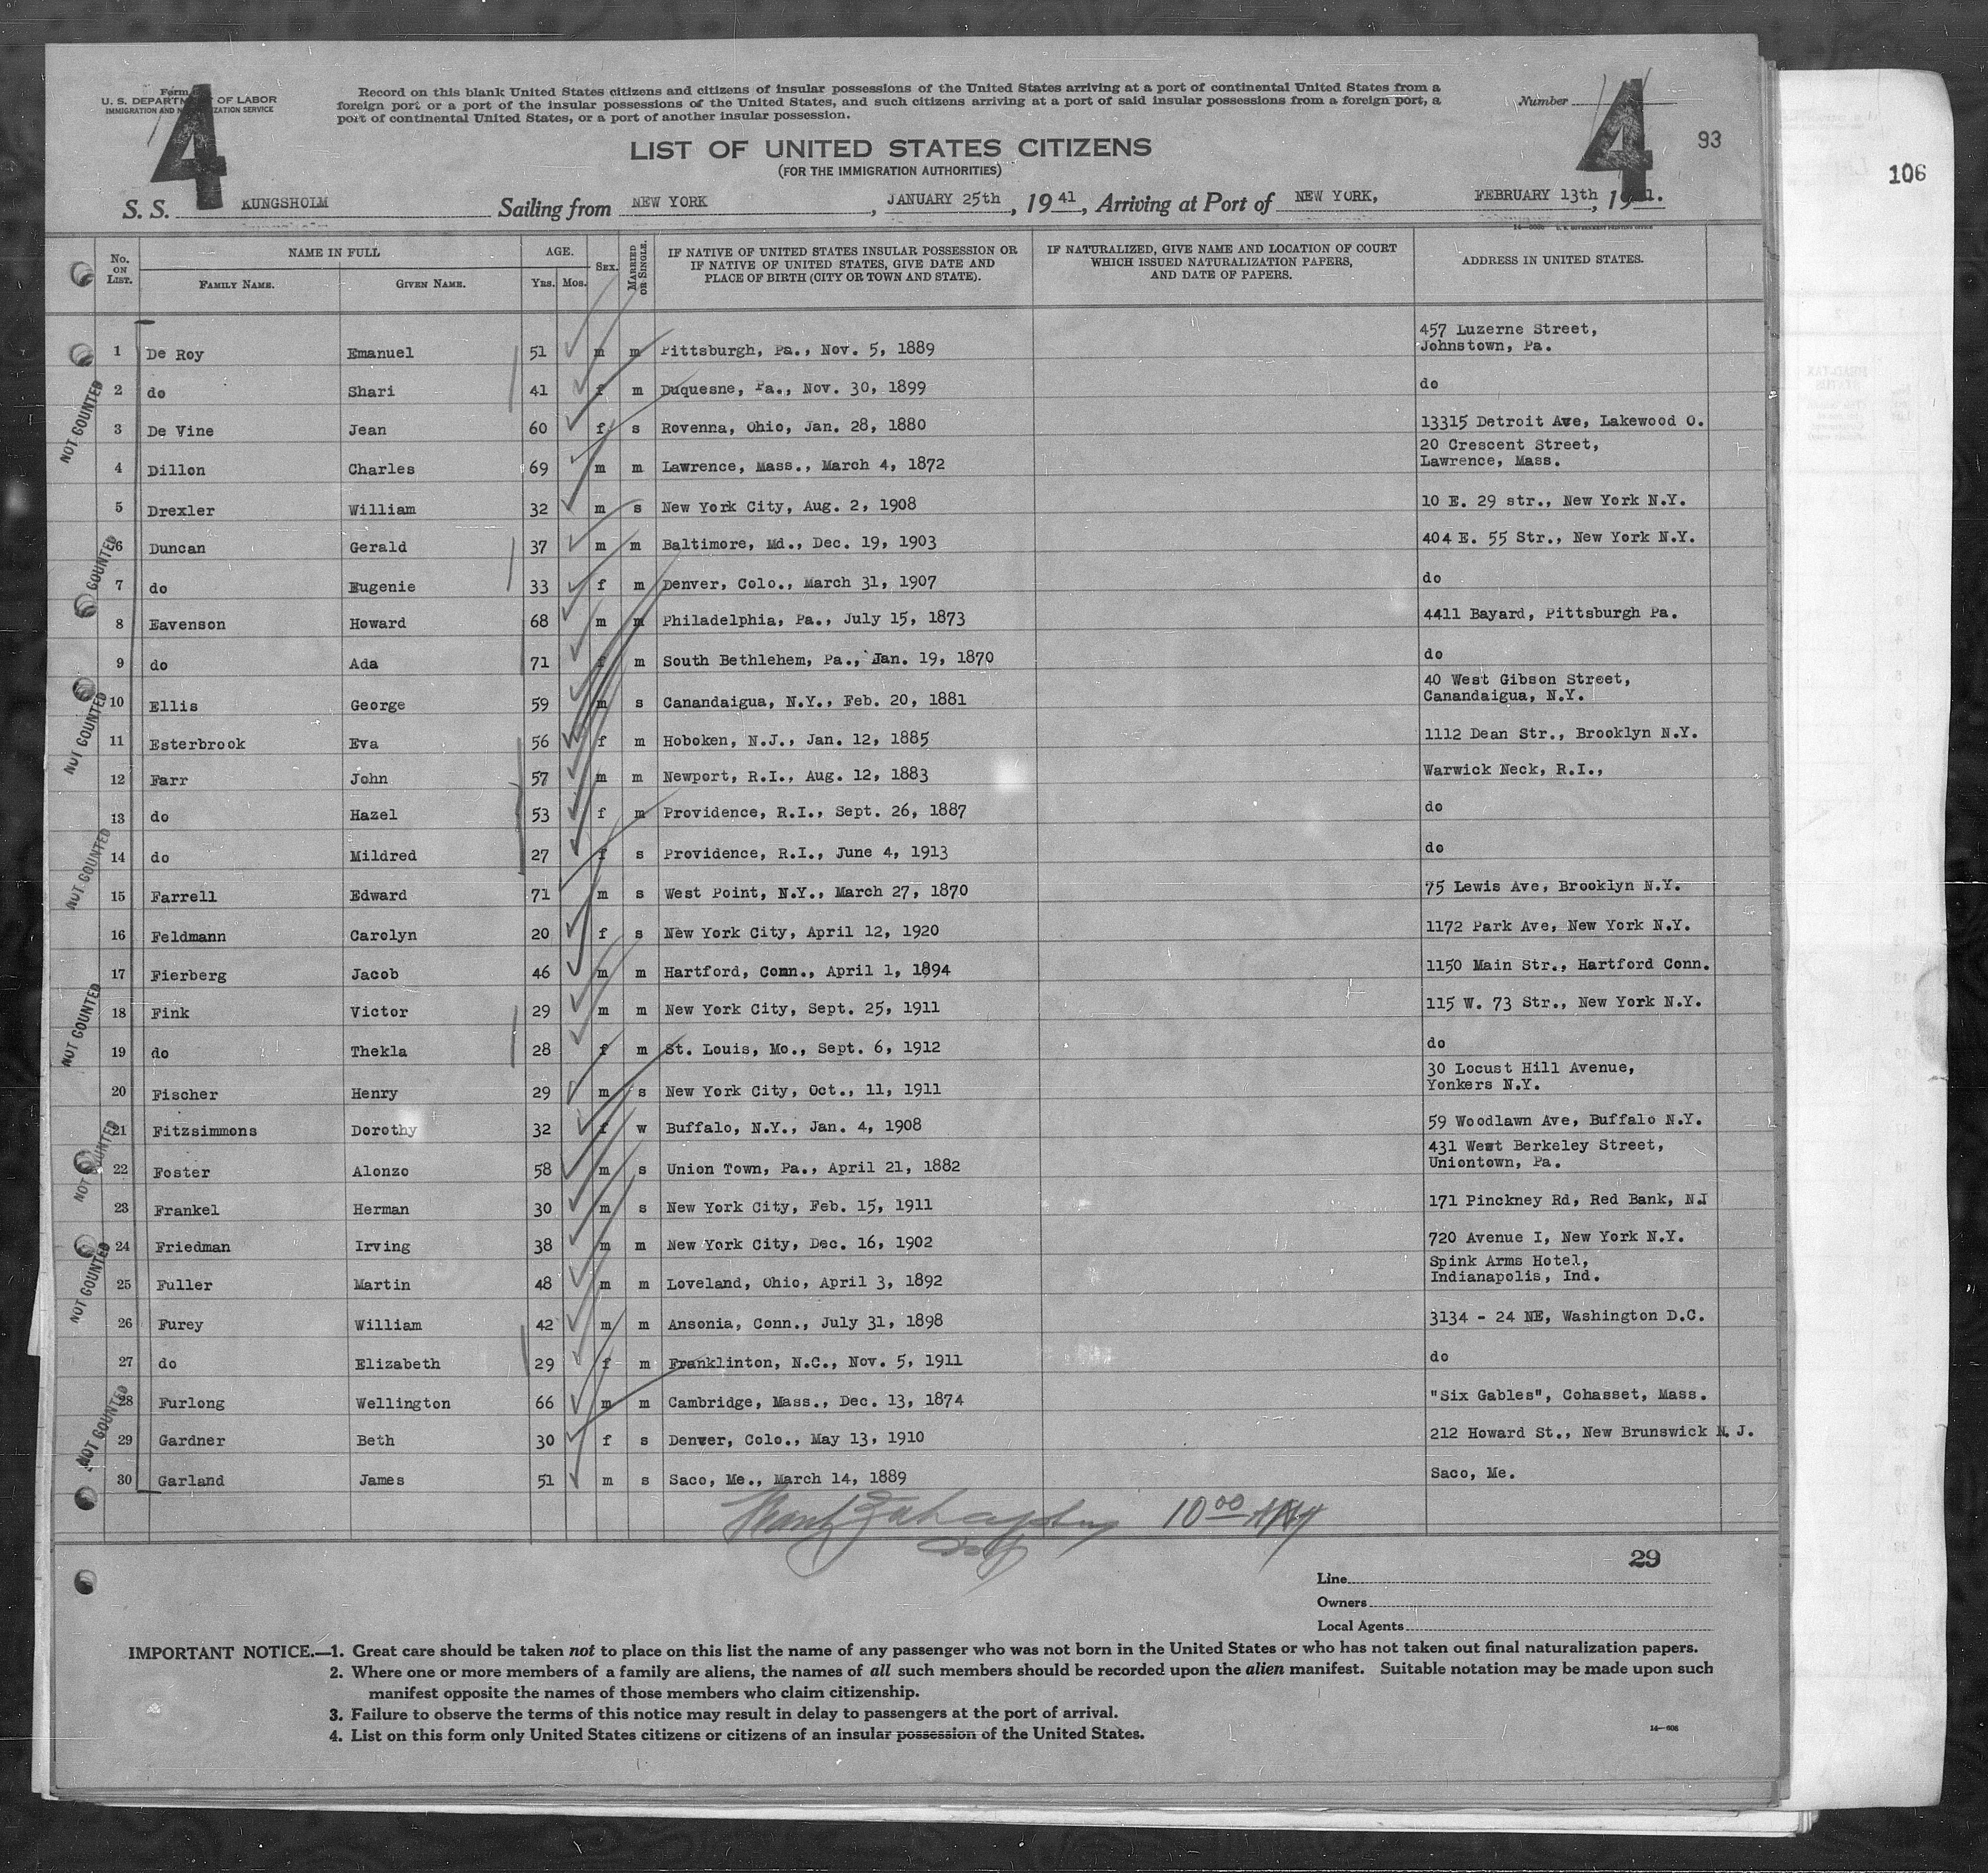 Form
U. S. DEPARTMENT OF LABOR
IMMIGRATION AND NATURALIZATION SERVICE
4
Record on this blank United States citizens and citizens of insular possessions of the United States arriving at a port of continental United States from a
foreign port or a port of the insular possessions of the United States, and such citizens arriving at a port of said insular possessions from a foreign port, a
port of continental United States, or a port of another insular possession.
Number
4
93
106
LIST OF UNITED STATES CITIZENS
(FOR THE IMMIGRATION AUTHORITIES)
S. S. KUNGSHOLM Sailing from NEW YORK, JANUARY 25th, 1941, Arriving at Port of NEW YORK, FEBRUARY 13th, 1941.
No. ON LIST. NAME IN FULL FAMILY NAME. GIVEN NAME. AGE. YRS. MOS. SEX. MARRIED OR SINGLE. IF NATIVE OF UNITED STATES INSULAR POSSESSION OR IF NATIVE OF UNITED STATES, GIVE DATE AND PLACE OF BIRTH (CITY OR TOWN AND STATE). IF NATURALIZED, GIVE NAME AND LOCATION OF COURT WHICH ISSUED NATURALIZATION PAPERS, AND DATE OF PAPERS. ADDRESS IN UNITED STATES.
1 De Roy Emanuel 51 m m Pittsburgh, Pa., Nov. 5, 1889 457 Luzerne Street, Johnstown, Pa.
2 do Shari 41 f m Duquesne, Pa., Nov. 30, 1899 do
3 De Vine Jean 60 f s Rovenna, Ohio, Jan. 28, 1880 13315 Detroit Ave, Lakewood O.
4 Dillon Charles 69 m m Lawrence, Mass., March 4, 1872 20 Crescent Street, Lawrence, Mass.
5 Drexler William 32 m s New York City, Aug. 2, 1908 10 E. 29 str., New York N.Y.
6 Duncan Gerald 37 m m Baltimore, Md., Dec. 19, 1903 404 E. 55 Str., New York N.Y.
7 do Eugenie 33 f m Denver, Colo., March 31, 1907 do
8 Eavenson Howard 68 m m Philadelphia, Pa., July 15, 1873 4411 Bayard, Pittsburgh Pa.
9 do Ada 71 f m South Bethlehem, Pa., Jan. 19, 1870 do
10 Ellis George 59 m s Canandaigua, N.Y., Feb. 20, 1881 40 West Gibson Street, Canandaigua, N.Y.
11 Esterbrook Eva 56 f m Hoboken, N.J., Jan. 12, 1885 1112 Dean Str., Brooklyn N.Y.
12 Farr John 57 m m Newport, R.I., Aug. 12, 1883 Warwick Neck, R.I.,
13 do Hazel 53 f m Providence, R.I., Sept. 26, 1887 do
14 do Mildred 27 f s Providence, R.I., June 4, 1913 do
15 Farrell Edward 71 m s West Point, N.Y., March 27, 1870 75 Lewis Ave, Brooklyn N.Y.
16 Feldmann Carolyn 20 f s New York City, April 12, 1920 1172 Park Ave, New York N.Y.
17 Fierberg Jacob 46 m m Hartford, Conn., April 1, 1894 1150 Main Str., Hartford Conn.
18 Fink Victor 29 m m New York City, Sept. 25, 1911 115 W. 73 Str., New York N.Y.
19 do Thekla 28 f m St. Louis, Mo., Sept. 6, 1912 do
20 Fischer Henry 29 m s New York City, Oct., 11, 1911 30 Locust Hill Avenue, Yonkers N.Y.
21 Fitzsimmons Dorothy 32 f w Buffalo, N.Y., Jan. 4, 1908 59 Woodlawn Ave, Buffalo N.Y.
22 Foster Alonzo 58 m s Union Town, Pa., April 21, 1882 431 West Berkeley Street, Uniontown, Pa.
23 Frankel Herman 30 m s New York City, Feb. 15, 1911 171 Pinckney Rd, Red Bank, NJ
24 Friedman Irving 38 m m New York City, Dec. 16, 1902 720 Avenue I, New York N.Y.
25 Fuller Martin 48 m m Loveland, Ohio, April 3, 1892 Spink Arms Hotel, Indianapolis, Ind.
26 Furey William 42 m m Ansonia, Conn., July 31, 1898 3134 - 24 NE, Washington D.C.
27 do Elizabeth 29 f m Franklinton, N.C., Nov. 5, 1911 do
28 Furlong Wellington 66 m m Cambridge, Mass., Dec. 13, 1874 "Six Gables", Cohasset, Mass.
29 Gardner Beth 30 f s Denver, Colo., May 13, 1910 212 Howard St., New Brunswick N.J.
30 Garland James 51 m s Saco, Me., March 14, 1889 Saco, Me.
NOT COUNTED
NOT COUNTED
NOT COUNTED
NOT COUNTED
NOT COUNTED
NOT COUNTED
NOT COUNTED
NOT COUNTED
10 00
29
Line
Owners
Local Agents
IMPORTANT NOTICE.—1. Great care should be taken not to place on this list the name of any passenger who was not born in the United States or who has not taken out final naturalization papers.
2. Where one or more members of a family are aliens, the names of all such members should be recorded upon the alien manifest. Suitable notation may be made upon such
manifest opposite the names of those members who claim citizenship.
3. Failure to observe the terms of this notice may result in delay to passengers at the port of arrival.
4. List on this form only United States citizens or citizens of an insular possession of the United States.
14—606